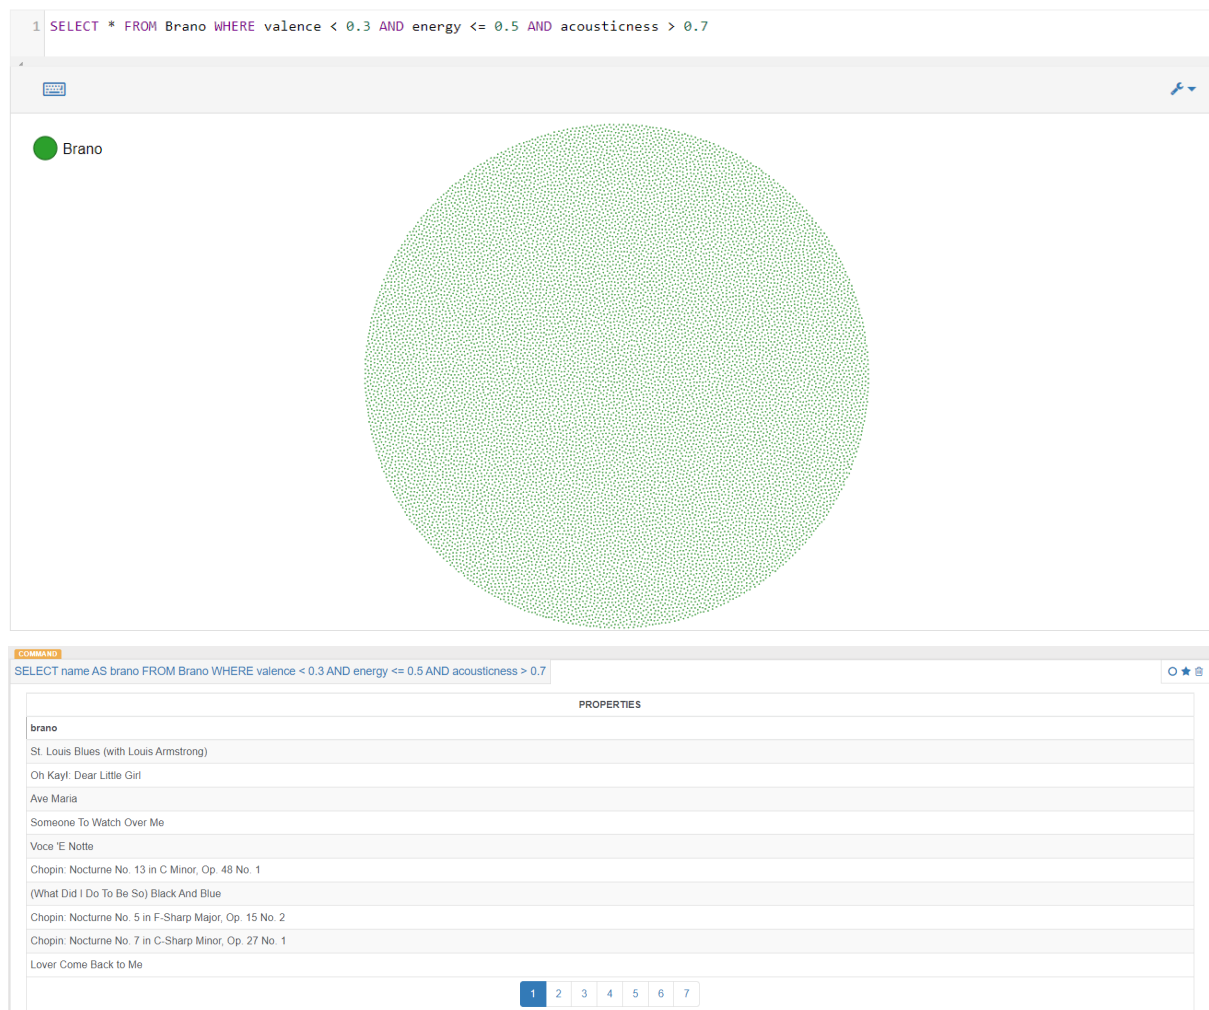 1 SELECT * FROM Brano WHERE valence < 0.3 AND energy <= 0.5 AND acousticness > 0.7
Brano
COMMAND
SELECT name AS brano FROM Brano WHERE valence < 0.3 AND energy <= 0.5 AND acousticness > 0.7
PROPERTIES
brano
St. Louis Blues (with Louis Armstrong)
Oh Kay!: Dear Little Girl
Ave Maria
Someone To Watch Over Me
Voce 'E Notte
Chopin: Nocturne No. 13 in C Minor, Op. 48 No. 1
(What Did I Do To Be So) Black And Blue
Chopin: Nocturne No. 5 in F-Sharp Major, Op. 15 No. 2
Chopin: Nocturne No. 7 in C-Sharp Minor, Op. 27 No. 1
Lover Come Back to Me
1 2 3 4 5 6 7